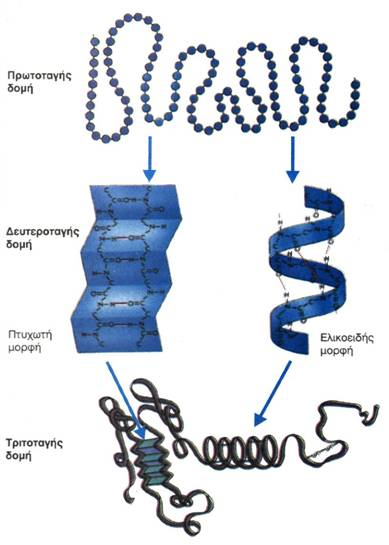 Πρωτοταγής
δομή
Δευτεροταγής
δομή
Πτυχωτή
μορφή
Ελικοειδής
μορφή
Τριτοταγής
δομή